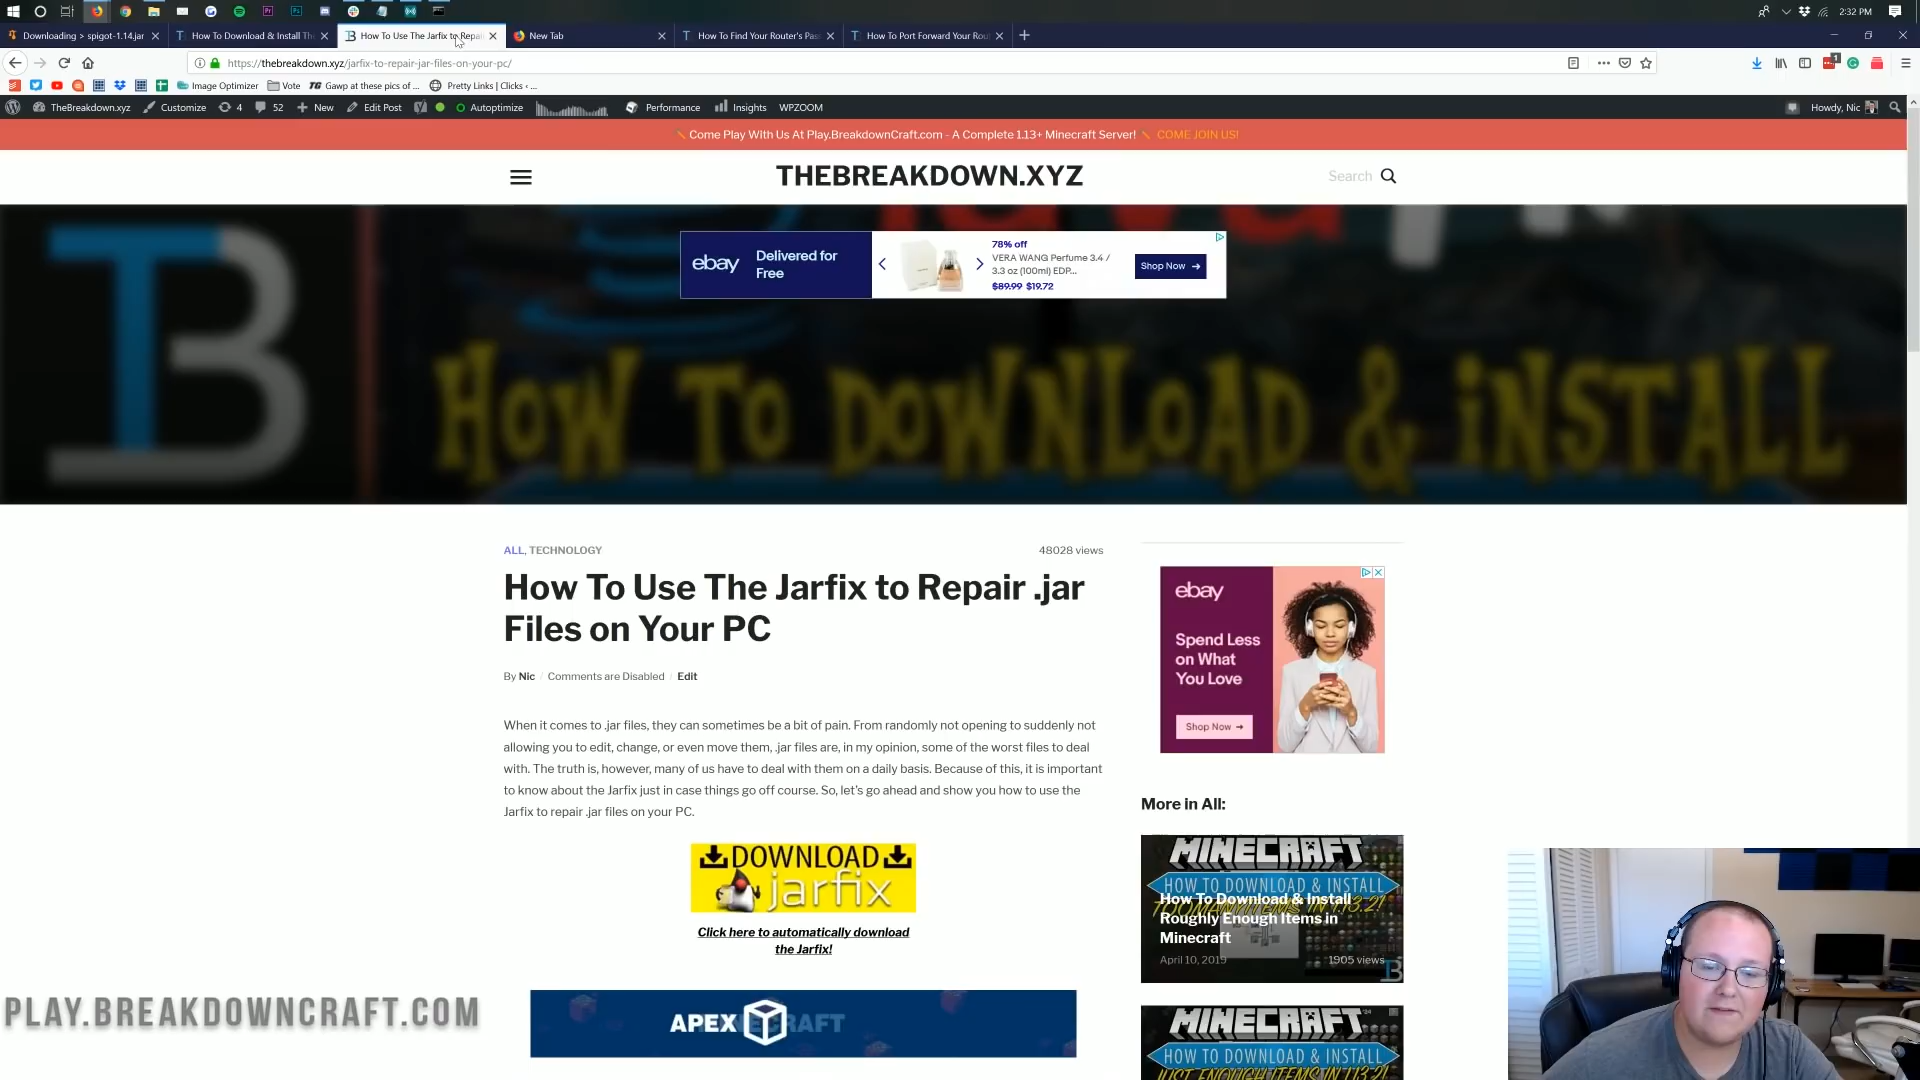 2:32 PM
Downloading > spigot-1.14.jar
How To Download & Install Th
How To Use The Jarfix to Repai
New Tab
How To Find Your Router's Pas
How To Port Forward Your Rou
https://thebreakdown.xyz/jarfix-to-repair-jar-files-on-your-pc/
1
Image Optimizer
Vote
TG Gawp at these pics of ...
Pretty Links | Clicks ‹ ...
TheBreakdown.xyz
Customize
4
52
New
Edit Post
Autoptimize
Performance
Insights
WPZOOM
Howdy, Nic
Come Play With Us At Play.BreakdownCraft.com - A Complete 1.13+ Minecraft Server!
COME JOIN US!
THEBREAKDOWN.XYZ
Search
ebay
Delivered for
Free
78% off
VERA WANG Perfume 3.4 /
3.3 oz (100ml) EDP...
$89.99 $19.72
Shop Now
HOW TO DOWNLOAD & INSTALL
ALL, TECHNOLOGY
48028 views
How To Use The Jarfix to Repair .jar
Files on Your PC
By Nic / Comments are Disabled / Edit
When it comes to .jar files, they can sometimes be a bit of pain. From randomly not opening to suddenly not
allowing you to edit, change, or even move them, .jar files are, in my opinion, some of the worst files to deal
with. The truth is, however, many of us have to deal with them on a daily basis. Because of this, it is important
to know about the Jarfix just in case things go off course. So, let's go ahead and show you how to use the
Jarfix to repair .jar files on your PC.
DOWNLOAD
jarfix
Click here to automatically download
the Jarfix!
APEX
ebay
Spend Less
on What
You Love
Shop Now
More in All:
MINECRAFT
HOW TO DOWNLOAD & INSTALL
How To Download & Install
Roughly Enough Items in
Minecraft
April 10, 2019
1905 views
MINECRAFT
HOW TO DOWNLOAD & INSTALL
PLAY.BREAKDOWNCRAFT.COM